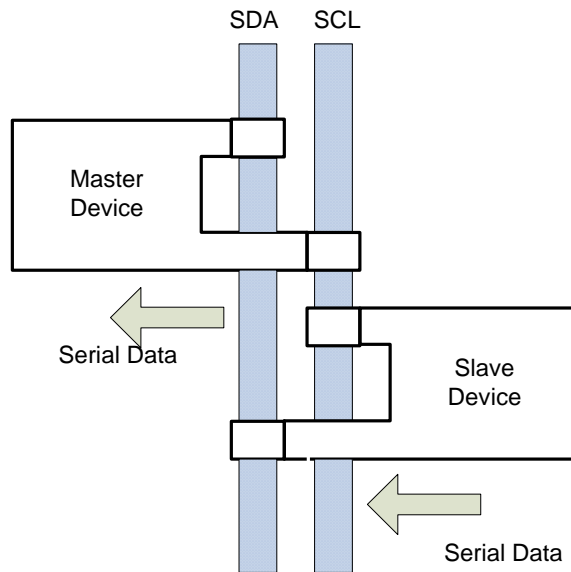 SDA
SCL
Master
Device
Serial Data
Slave
Device
Serial Data